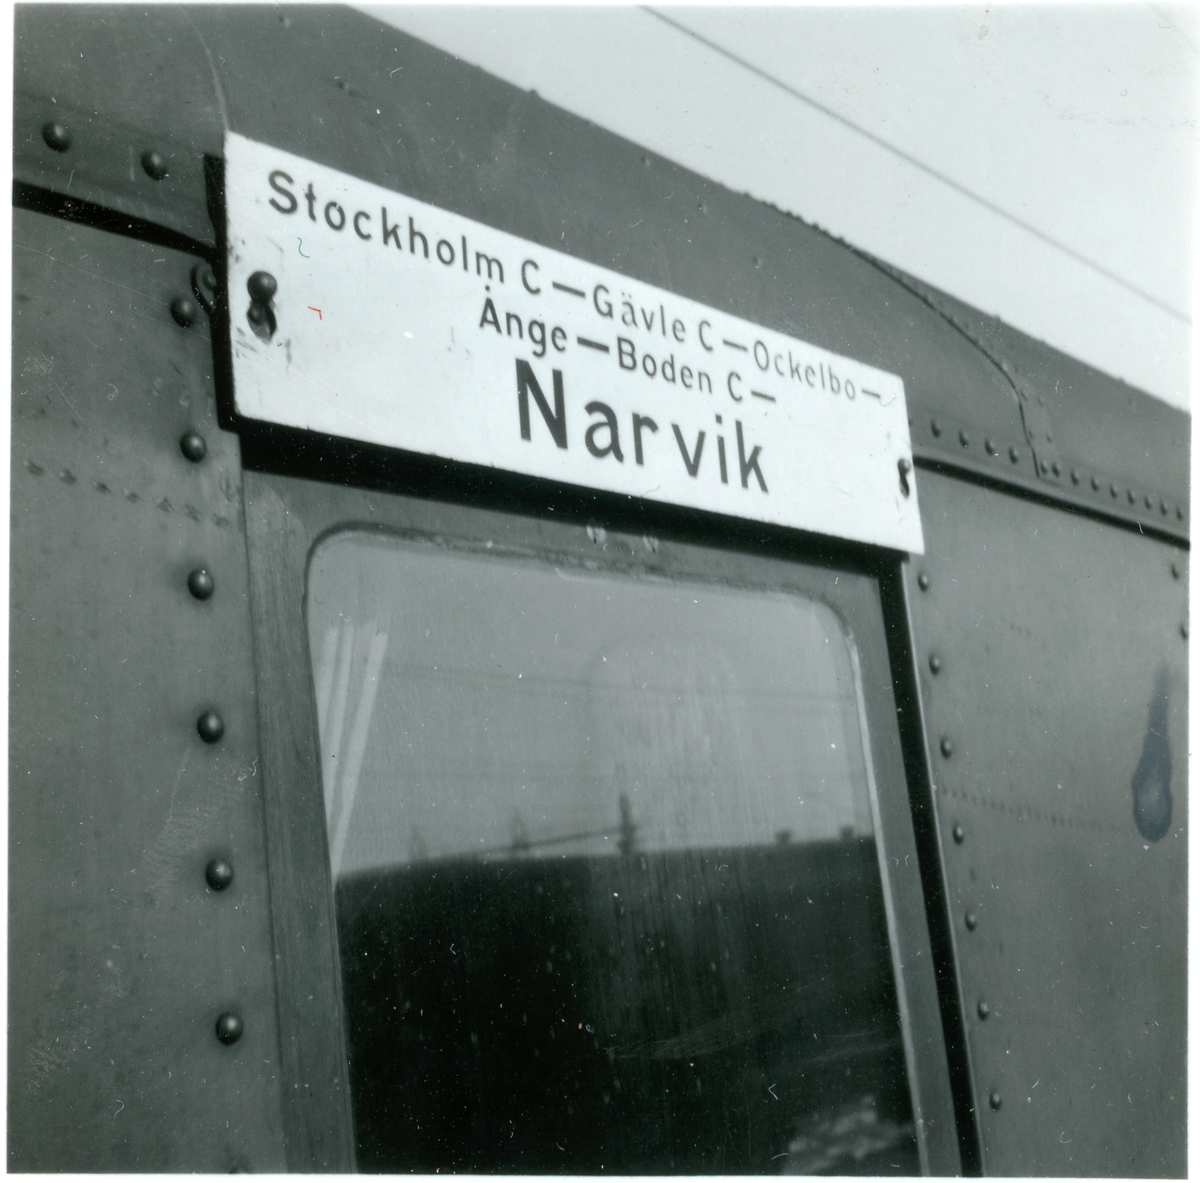 Stockholm C—Gävle C—Ockelbo—
Ånge—Boden C—
Narvik